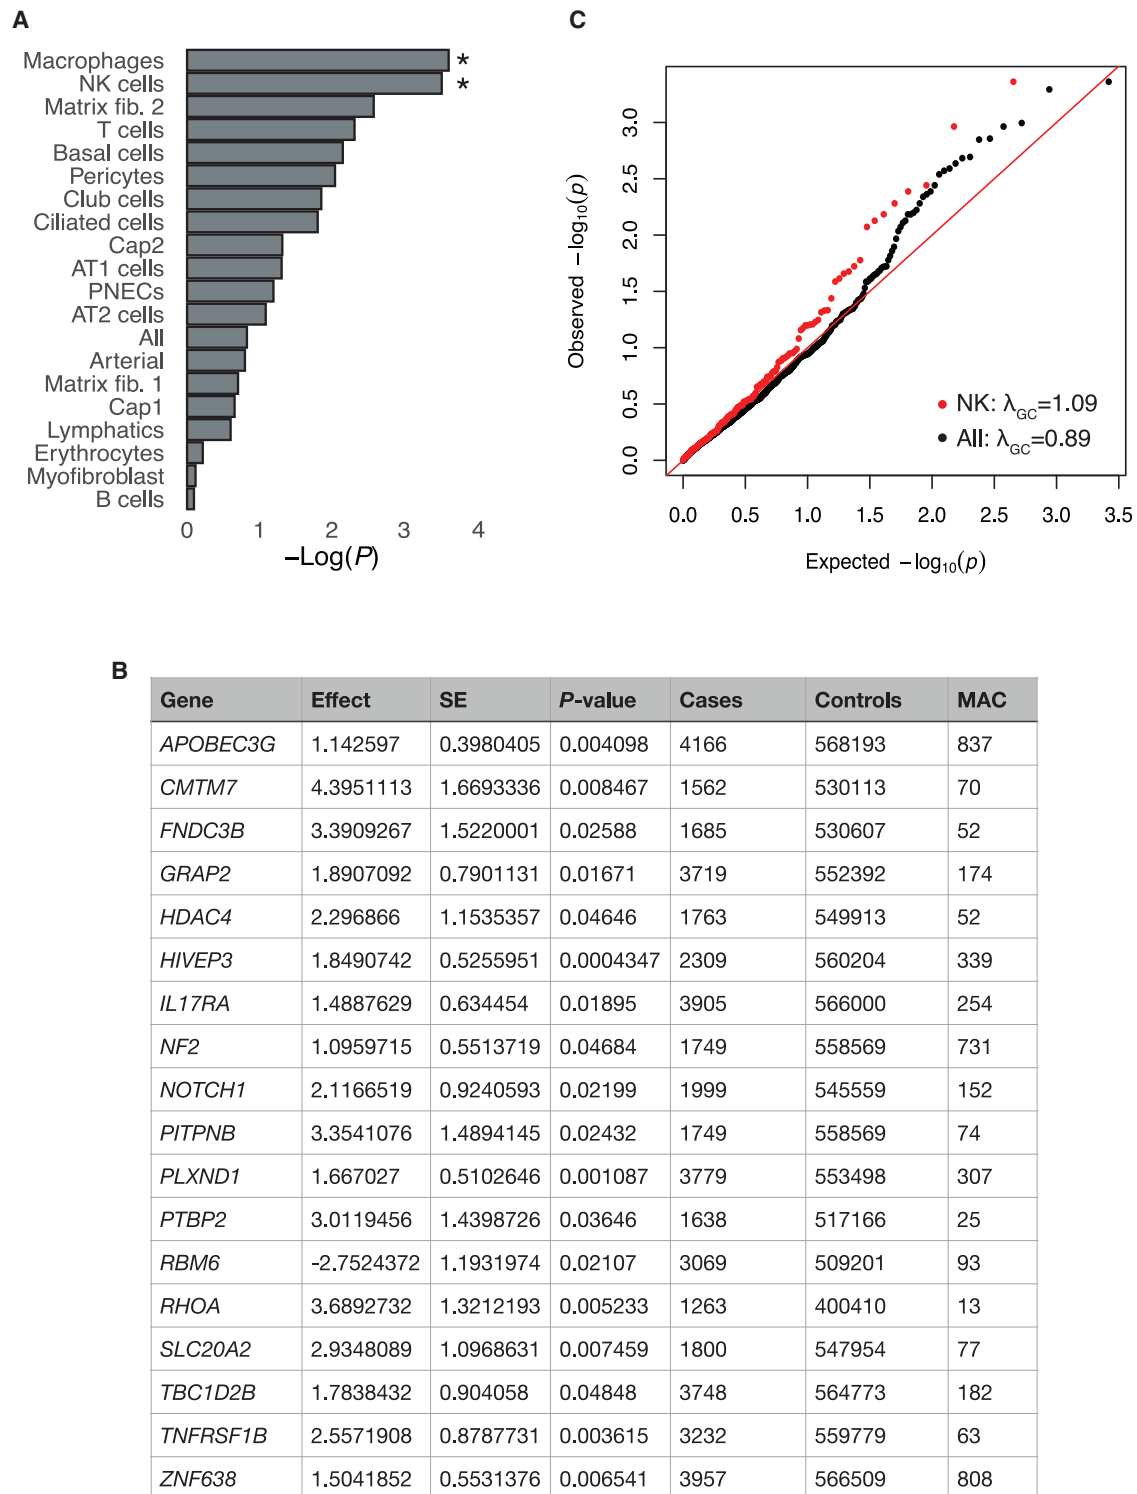 A
Macrophages *
NK cells *
Matrix fib. 2
T cells
Basal cells
Pericytes
Club cells
Ciliated cells
Cap2
AT1 cells
PNECs
AT2 cells
All
Arterial
Matrix fib. 1
Cap1
Lymphatics
Erythrocytes
Myofibroblast
B cells
0 1 2 3 4
−Log(P)
C
Observed −log10(p)
3.0
2.5
2.0
1.5
1.0
0.5
0.0
NK: λGC=1.09
All: λGC=0.89
0.0 0.5 1.0 1.5 2.0 2.5 3.0 3.5
Expected −log10(p)
B
Gene Effect SE P-value Cases Controls MAC
APOBEC3G 1.142597 0.3980405 0.004098 4166 568193 837
CMTM7 4.3951113 1.6693336 0.008467 1562 530113 70
FNDC3B 3.3909267 1.5220001 0.02588 1685 530607 52
GRAP2 1.8907092 0.7901131 0.01671 3719 552392 174
HDAC4 2.296866 1.1535357 0.04646 1763 549913 52
HIVEP3 1.8490742 0.5255951 0.0004347 2309 560204 339
IL17RA 1.4887629 0.634454 0.01895 3905 566000 254
NF2 1.0959715 0.5513719 0.04684 1749 558569 731
NOTCH1 2.1166519 0.9240593 0.02199 1999 545559 152
PITPNB 3.3541076 1.4894145 0.02432 1749 558569 74
PLXND1 1.667027 0.5102646 0.001087 3779 553498 307
PTBP2 3.0119456 1.4398726 0.03646 1638 517166 25
RBM6 -2.7524372 1.1931974 0.02107 3069 509201 93
RHOA 3.6892732 1.3212193 0.005233 1263 400410 13
SLC20A2 2.9348089 1.0968631 0.007459 1800 547954 77
TBC1D2B 1.7838432 0.904058 0.04848 3748 564773 182
TNFRSF1B 2.5571908 0.8787731 0.003615 3232 559779 63
ZNF638 1.5041852 0.5531376 0.006541 3957 566509 808